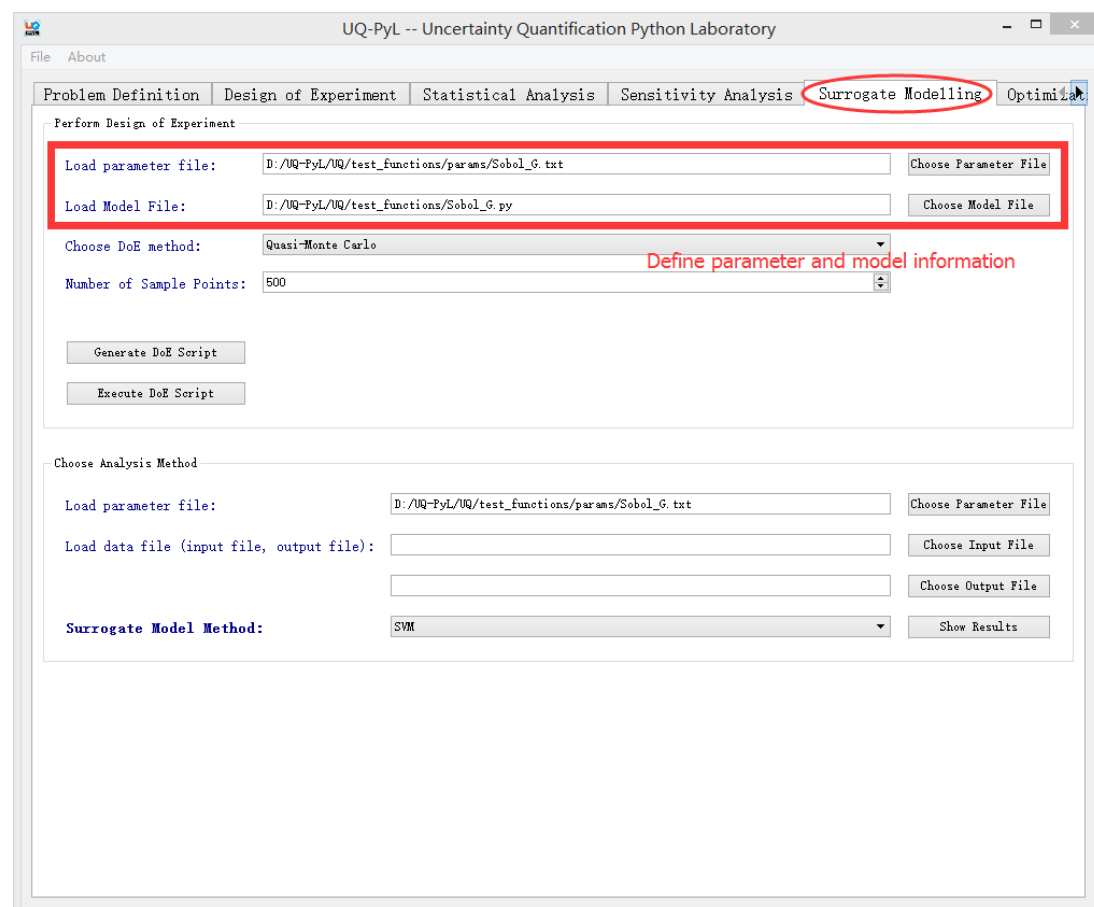 UQ-PyL -- Uncertainty Quantification Python Laboratory
File About
Problem Definition Design of Experiment Statistical Analysis Sensitivity Analysis Surrogate Modelling
Perform Design of Experiment
Load parameter file: D:/UQ-PyL/UQ/test_functions/params/Sobol_G.txt Choose Parameter File
Load Model File: D:/UQ-PyL/UQ/test_functions/Sobol_G.py Choose Model File
Choose DoE method: Quasi-Monte Carlo
Define parameter and model information
Number of Sample Points: 500
Generate DoE Script
Execute DoE Script
Choose Analysis Method
Load parameter file: D:/UQ-PyL/UQ/test_functions/params/Sobol_G.txt Choose Parameter File
Load data file (input file, output file): Choose Input File
Choose Output File
Surrogate Model Method: SVM Show Results